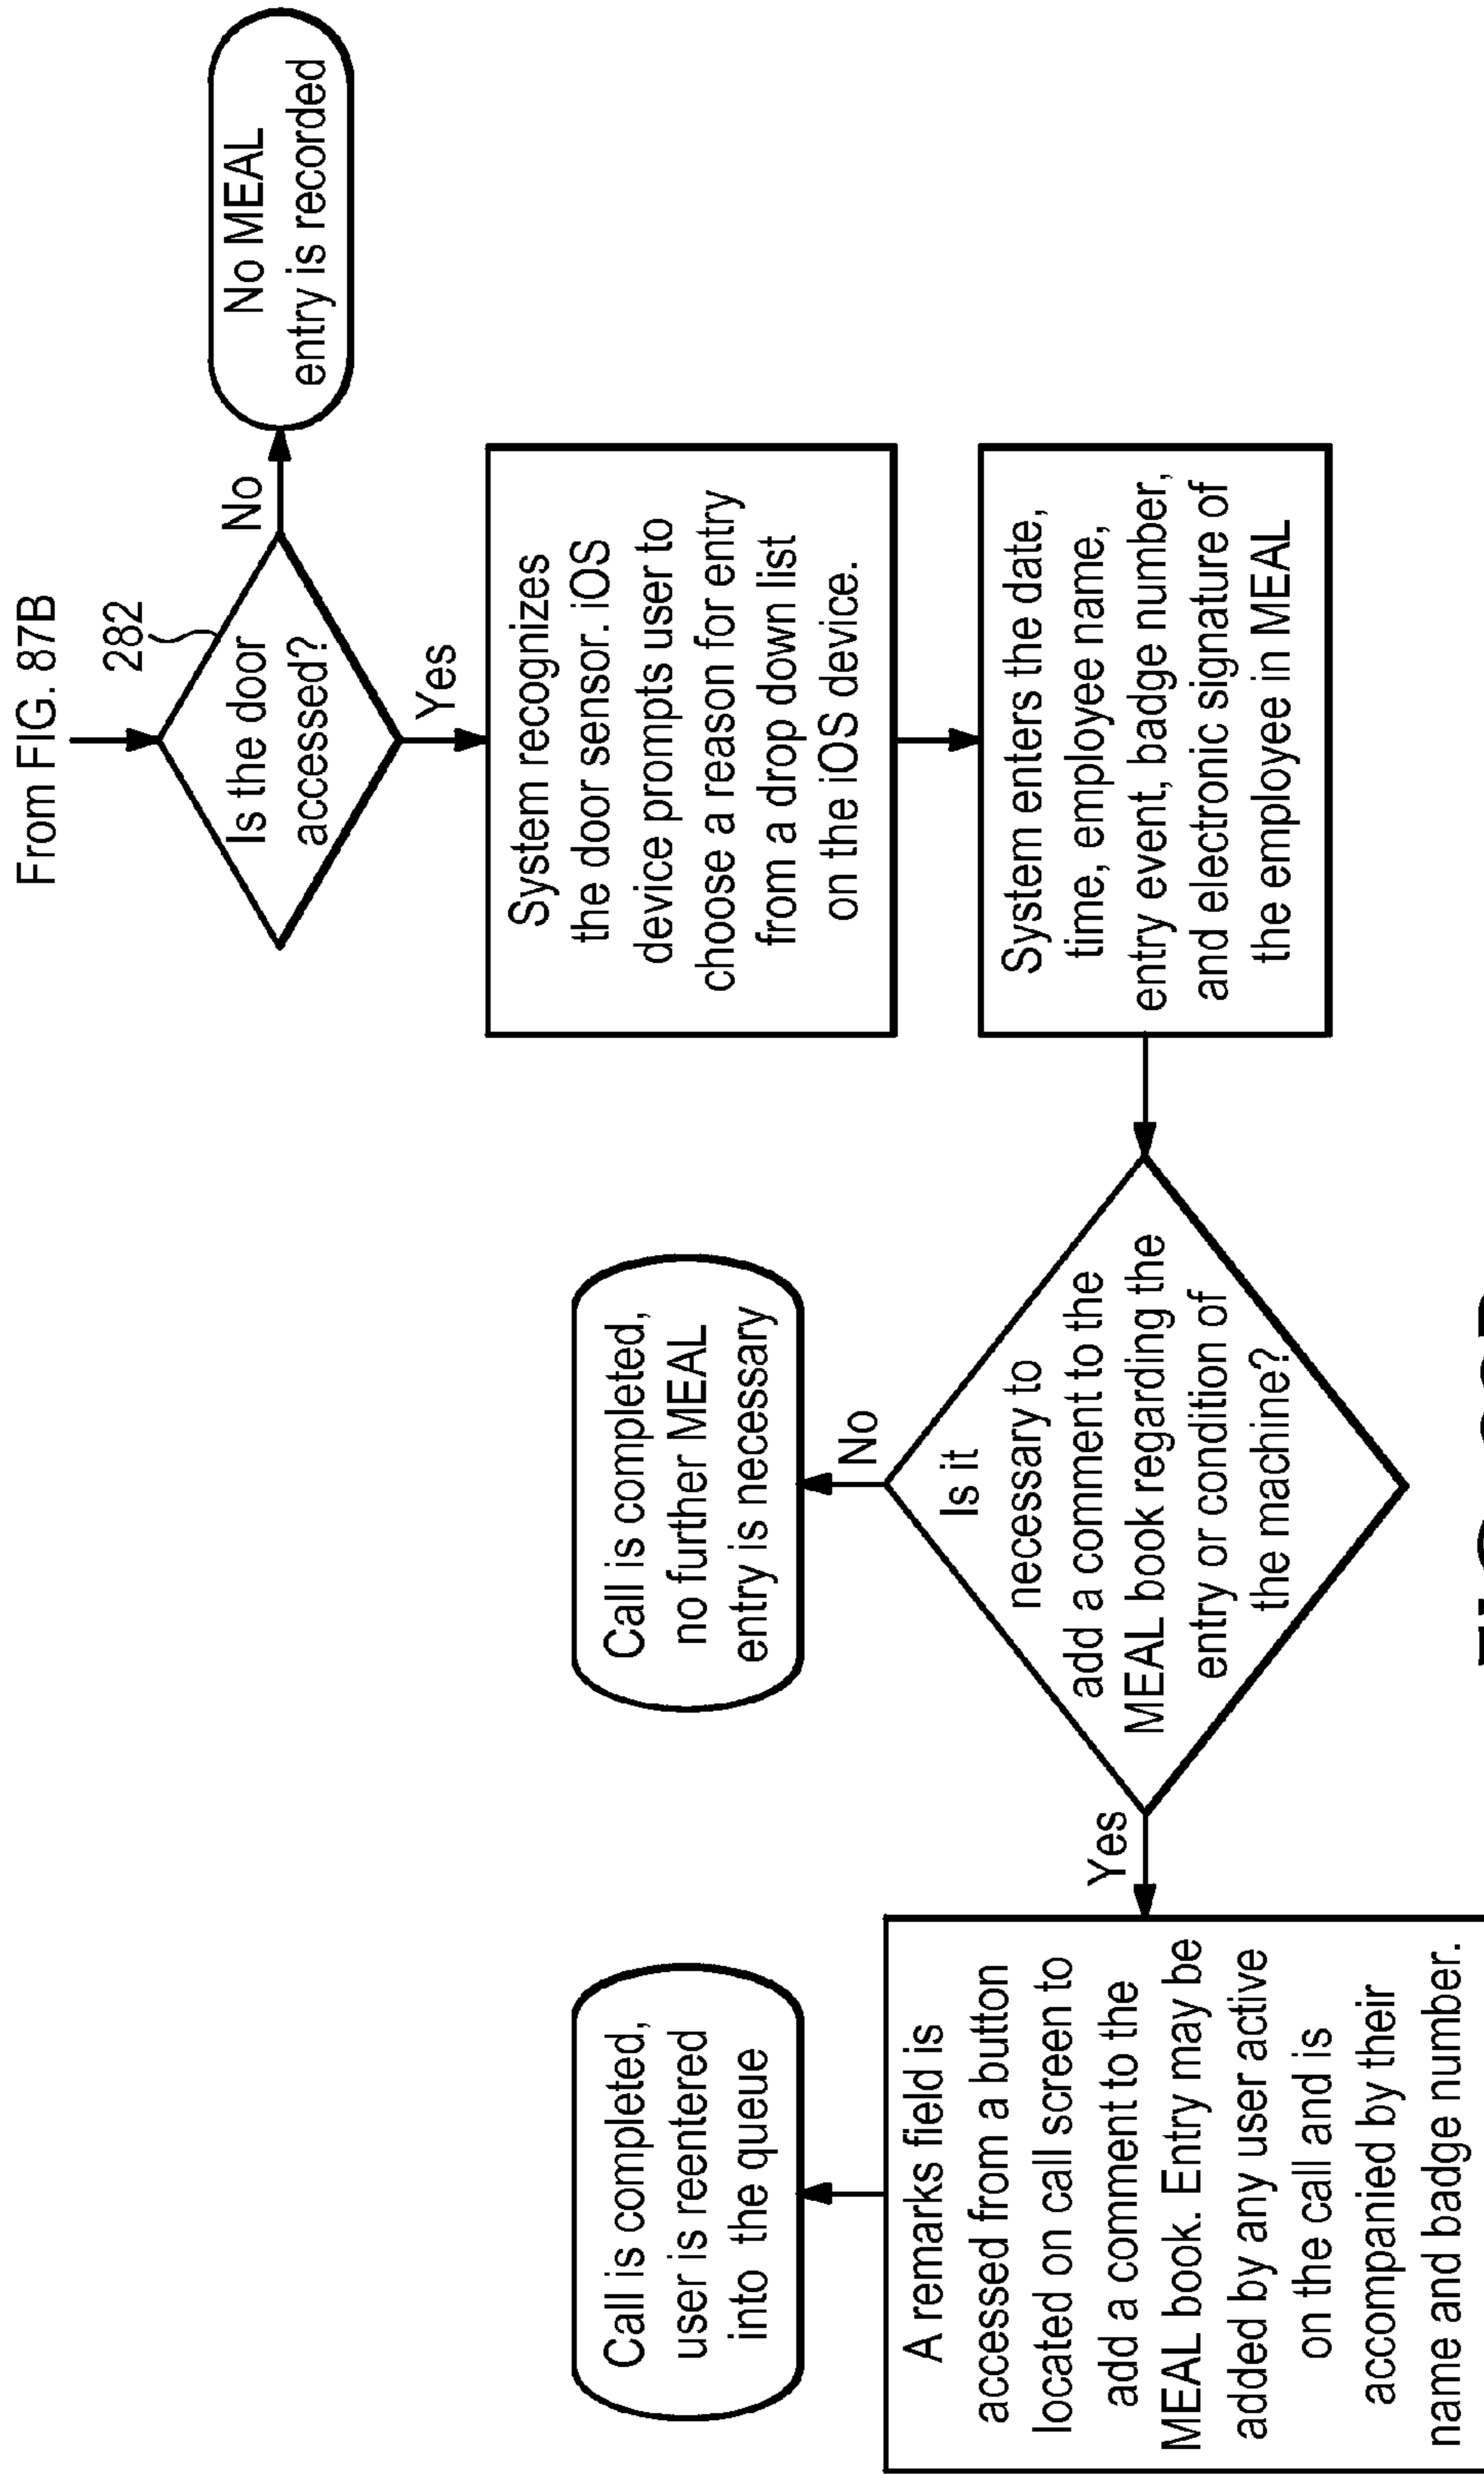 From FIG. 87B
282
Is the door
accessed?
No
No MEAL
entry is recorded
Yes
System recognizes
the door sensor. iOS
device prompts user to
choose a reason for entry
from a drop down list
on the iOS device.
System enters the date,
time, employee name,
entry event, badge number,
and electronic signature of
the employee in MEAL
Is it
necessary to
add a comment to the
MEAL book regarding the
entry or condition of
the machine?
No
Call is completed,
no further MEAL
entry is necessary
Yes
A remarks field is
accessed from a button
located on call screen to
add a comment to the
MEAL book. Entry may be
added by any user active
on the call and is
accompanied by their
name and badge number.
Call is completed,
user is reentered
into the queue